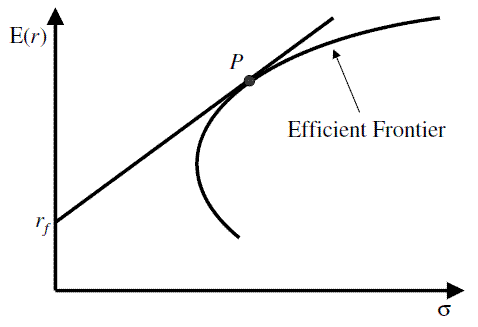 E(r)
P
Efficient Frontier
r_f
σ